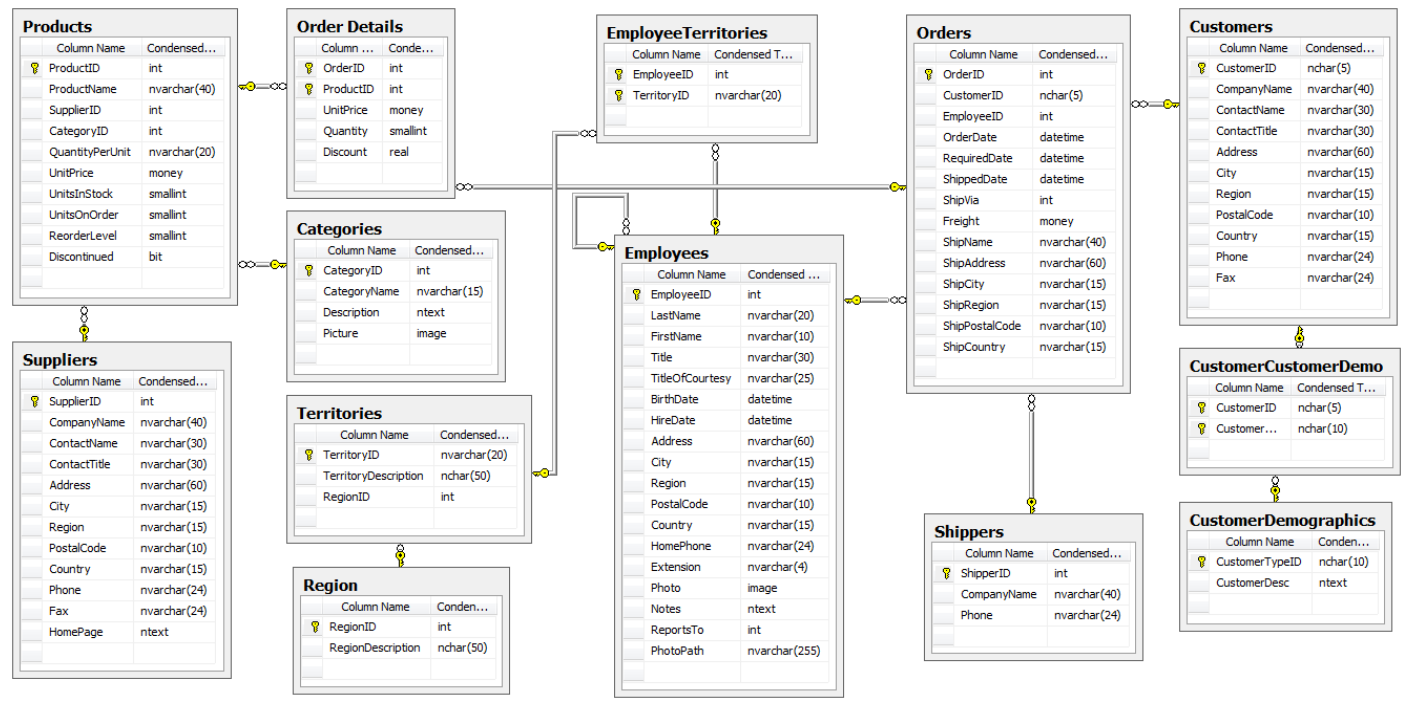 Products
Column Name Condensed...
ProductID int
ProductName nvarchar(40)
SupplierID int
CategoryID int
QuantityPerUnit nvarchar(20)
UnitPrice money
UnitsInStock smallint
UnitsOnOrder smallint
ReorderLevel smallint
Discontinued bit
Suppliers
Column Name Condensed...
SupplierID int
CompanyName nvarchar(40)
ContactName nvarchar(30)
ContactTitle nvarchar(30)
Address nvarchar(60)
City nvarchar(15)
Region nvarchar(15)
PostalCode nvarchar(10)
Country nvarchar(15)
Phone nvarchar(24)
Fax nvarchar(24)
HomePage ntext
Order Details
Column ... Conde...
OrderID int
ProductID int
UnitPrice money
Quantity smallint
Discount real
Categories
Column Name Condensed...
CategoryID int
CategoryName nvarchar(15)
Description ntext
Picture image
Territories
Column Name Condensed...
TerritoryID nvarchar(20)
TerritoryDescription nchar(50)
RegionID int
Region
Column Name Conden...
RegionID int
RegionDescription nchar(50)
EmployeeTerritories
Column Name Condensed T...
EmployeeID int
TerritoryID nvarchar(20)
Employees
Column Name Condensed ...
EmployeeID int
LastName nvarchar(20)
FirstName nvarchar(10)
Title nvarchar(30)
TitleOfCourtesy nvarchar(25)
BirthDate datetime
HireDate datetime
Address nvarchar(60)
City nvarchar(15)
Region nvarchar(15)
PostalCode nvarchar(10)
Country nvarchar(15)
HomePhone nvarchar(24)
Extension nvarchar(4)
Photo image
Notes ntext
ReportsTo int
PhotoPath nvarchar(255)
Orders
Column Name Condensed...
OrderID int
CustomerID nchar(5)
EmployeeID int
OrderDate datetime
RequiredDate datetime
ShippedDate datetime
ShipVia int
Freight money
ShipName nvarchar(40)
ShipAddress nvarchar(60)
ShipCity nvarchar(15)
ShipRegion nvarchar(15)
ShipPostalCode nvarchar(10)
ShipCountry nvarchar(15)
Shippers
Column Name Condensed...
ShipperID int
CompanyName nvarchar(40)
Phone nvarchar(24)
Customers
Column Name Condensed...
CustomerID nchar(5)
CompanyName nvarchar(40)
ContactName nvarchar(30)
ContactTitle nvarchar(30)
Address nvarchar(60)
City nvarchar(15)
Region nvarchar(15)
PostalCode nvarchar(10)
Country nvarchar(15)
Phone nvarchar(24)
Fax nvarchar(24)
CustomerCustomerDemo
Column Name Condensed T...
CustomerID nchar(5)
Customer... nchar(10)
CustomerDemographics
Column Name Conden...
CustomerTypeID nchar(10)
CustomerDesc ntext